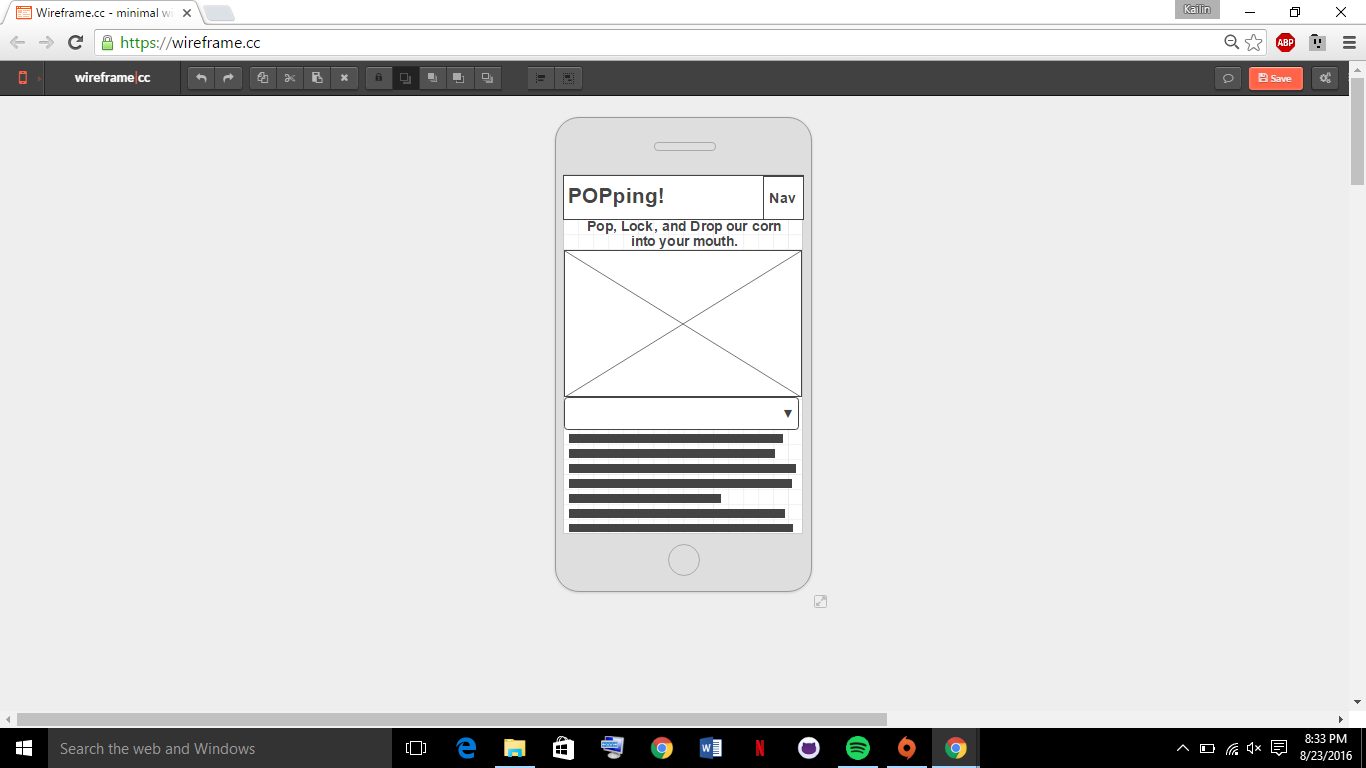 Wireframe.cc - minimal w
Kailin
https://wireframe.cc
ABP
wireframe|cc
Save
POPping!
Nav
Pop, Lock, and Drop our corn
into your mouth.
Search the web and Windows
8:33 PM
8/23/2016